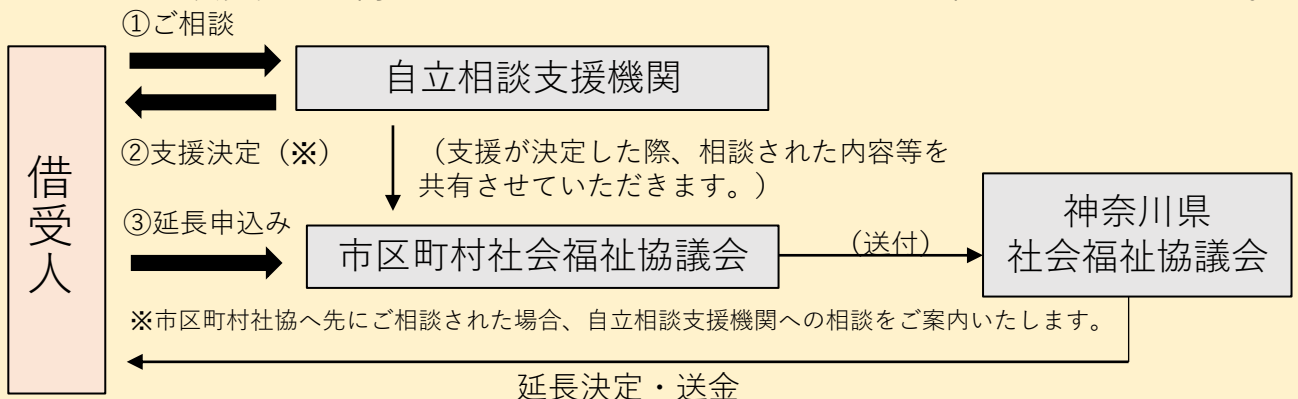 ①ご相談
自立相談支援機関
②支援決定（※）
（支援が決定した際、相談された内容等を
共有させていただきます。）
借受人
③延長申込み
市区町村社会福祉協議会
（送付）
神奈川県
社会福祉協議会
※市区町村社協へ先にご相談された場合、自立相談支援機関への相談をご案内いたします。
延長決定・送金